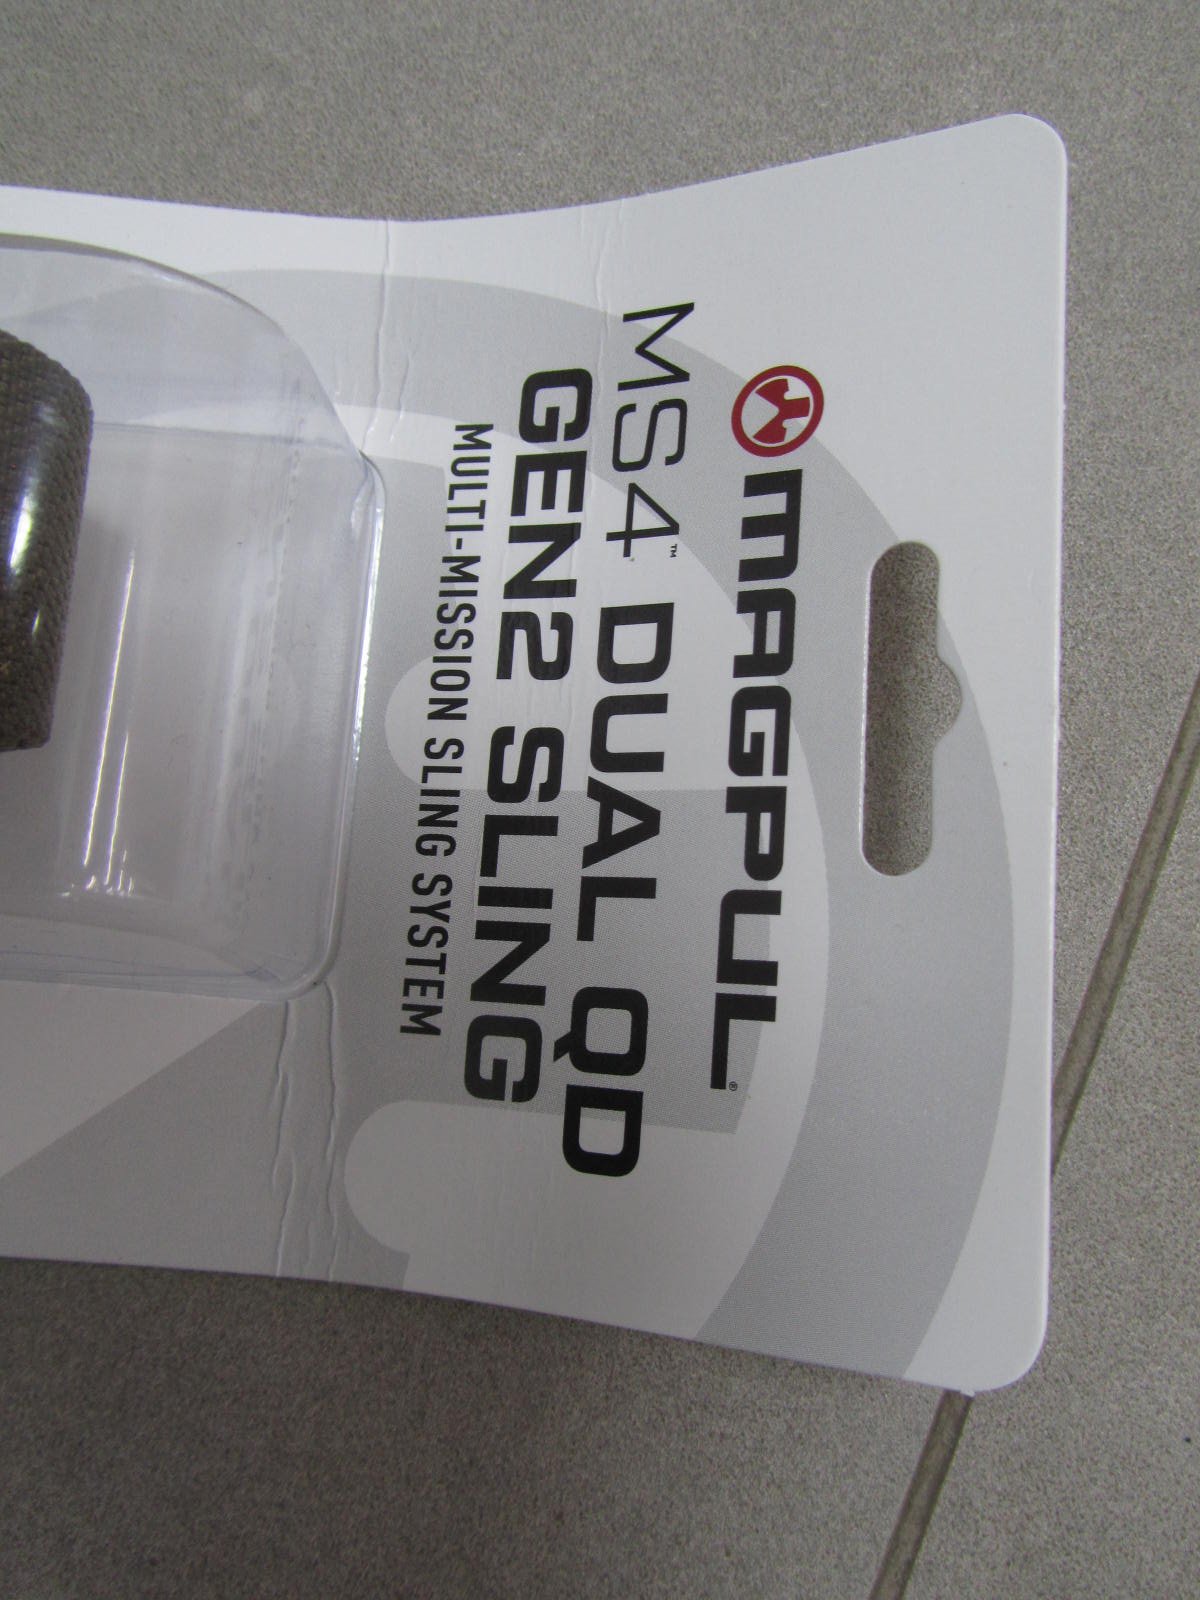 MAGPUL®
MS4™ DUAL QD
GEN2 SLING
MULTI-MISSION SLING SYSTEM